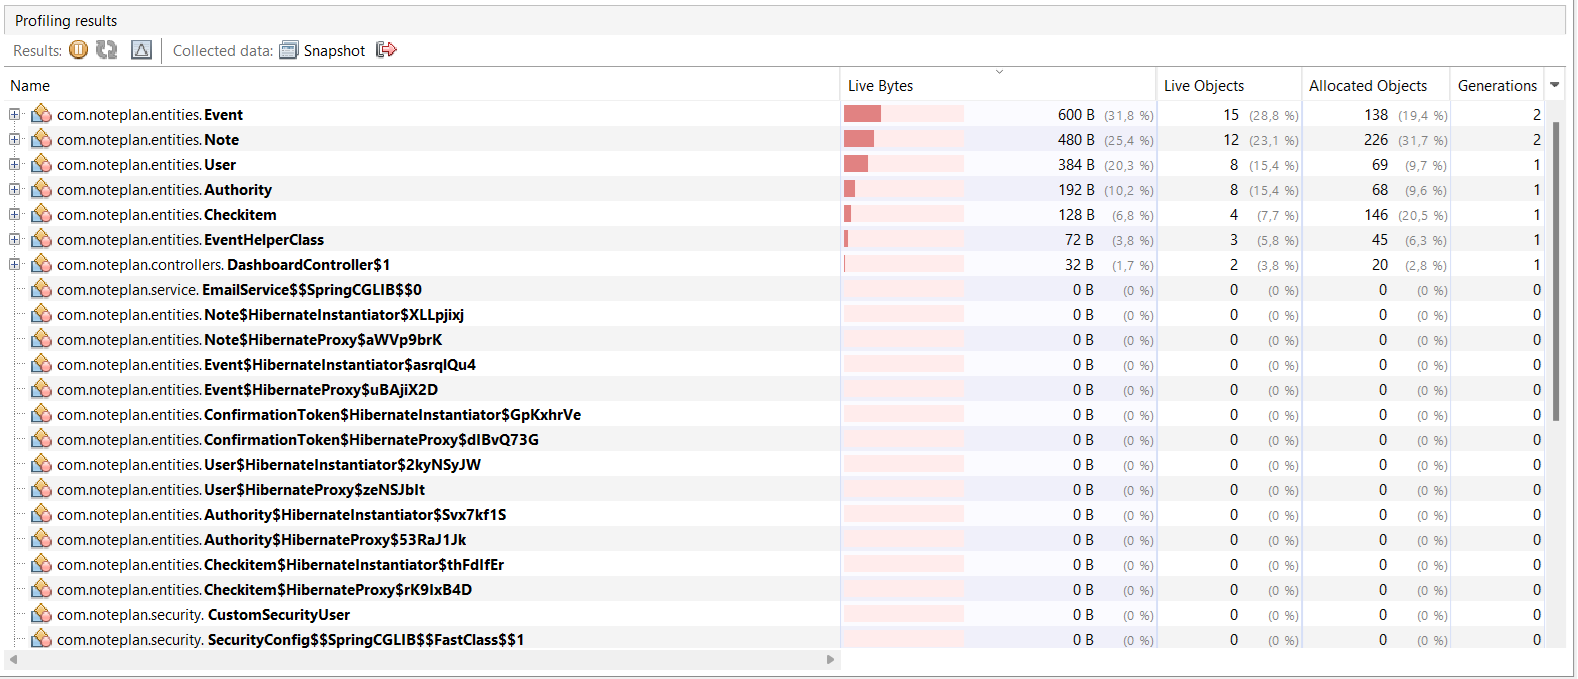 Profiling results
Results: Collected data: Snapshot
Name Live Bytes Live Objects Allocated Objects Generations
com.noteplan.entities.Event 600 B (31,8 %) 15 (28,8 %) 138 (19,4 %) 2
com.noteplan.entities.Note 480 B (25,4 %) 12 (23,1 %) 226 (31,7 %) 2
com.noteplan.entities.User 384 B (20,3 %) 8 (15,4 %) 69 (9,7 %) 1
com.noteplan.entities.Authority 192 B (10,2 %) 8 (15,4 %) 68 (9,6 %) 1
com.noteplan.entities.Checkitem 128 B (6,8 %) 4 (7,7 %) 146 (20,5 %) 1
com.noteplan.entities.EventHelperClass 72 B (3,8 %) 3 (5,8 %) 45 (6,3 %) 1
com.noteplan.controllers.DashboardController$1 32 B (1,7 %) 2 (3,8 %) 20 (2,8 %) 1
com.noteplan.service.EmailService$$SpringCGLIB$$0 0 B (0 %) 0 (0 %) 0 (0 %) 0
com.noteplan.entities.Note$HibernateInstantiator$XLLpjixj 0 B (0 %) 0 (0 %) 0 (0 %) 0
com.noteplan.entities.Note$HibernateProxy$aWVp9brK 0 B (0 %) 0 (0 %) 0 (0 %) 0
com.noteplan.entities.Event$HibernateInstantiator$asrqlQu4 0 B (0 %) 0 (0 %) 0 (0 %) 0
com.noteplan.entities.Event$HibernateProxy$uBAjiX2D 0 B (0 %) 0 (0 %) 0 (0 %) 0
com.noteplan.entities.ConfirmationToken$HibernateInstantiator$GpKxhrVe 0 B (0 %) 0 (0 %) 0 (0 %) 0
com.noteplan.entities.ConfirmationToken$HibernateProxy$dIBvQ73G 0 B (0 %) 0 (0 %) 0 (0 %) 0
com.noteplan.entities.User$HibernateInstantiator$2kyNSyJW 0 B (0 %) 0 (0 %) 0 (0 %) 0
com.noteplan.entities.User$HibernateProxy$zeNSJbIt 0 B (0 %) 0 (0 %) 0 (0 %) 0
com.noteplan.entities.Authority$HibernateInstantiator$Svx7kf1S 0 B (0 %) 0 (0 %) 0 (0 %) 0
com.noteplan.entities.Authority$HibernateProxy$53RaJ1Jk 0 B (0 %) 0 (0 %) 0 (0 %) 0
com.noteplan.entities.Checkitem$HibernateInstantiator$thFdIfEr 0 B (0 %) 0 (0 %) 0 (0 %) 0
com.noteplan.entities.Checkitem$HibernateProxy$rK9IxB4D 0 B (0 %) 0 (0 %) 0 (0 %) 0
com.noteplan.security.CustomSecurityUser 0 B (0 %) 0 (0 %) 0 (0 %) 0
com.noteplan.security.SecurityConfig$$SpringCGLIB$$FastClass$$1 0 B (0 %) 0 (0 %) 0 (0 %) 0